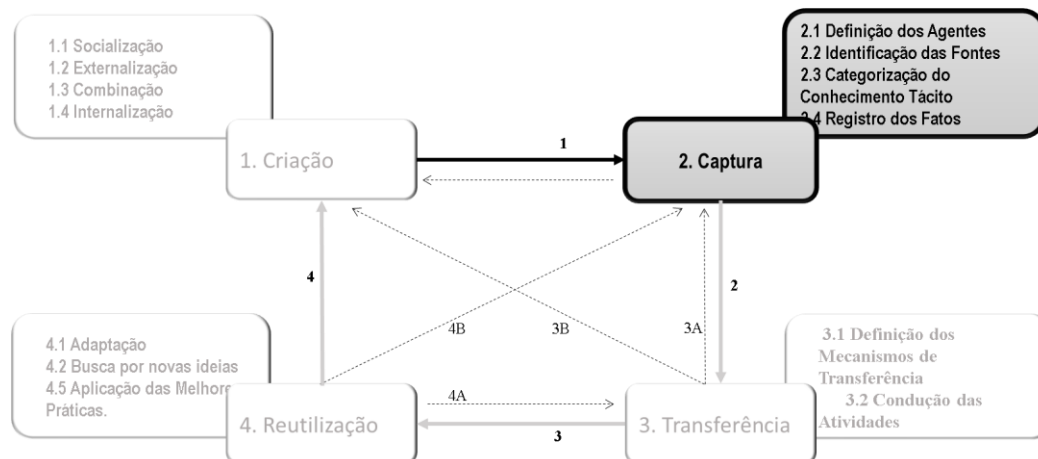 1.1 Socialização
1.2 Externalização
1.3 Combinação
1.4 Internalização
2.1 Definição dos Agentes
2.2 Identificação das Fontes
2.3 Categorização do
Conhecimento Tácito
2.4 Registro dos Fatos
1. Criação
1
2. Captura
4
2
4B
3B
3A
4.1 Adaptação
4.2 Busca por novas ideias
4.5 Aplicação das Melhore
Práticas.
3.1 Definição dos
Mecanismos de
Transferência
3.2 Condução das
Atividades
4. Reutilização
4A
3
3. Transferência